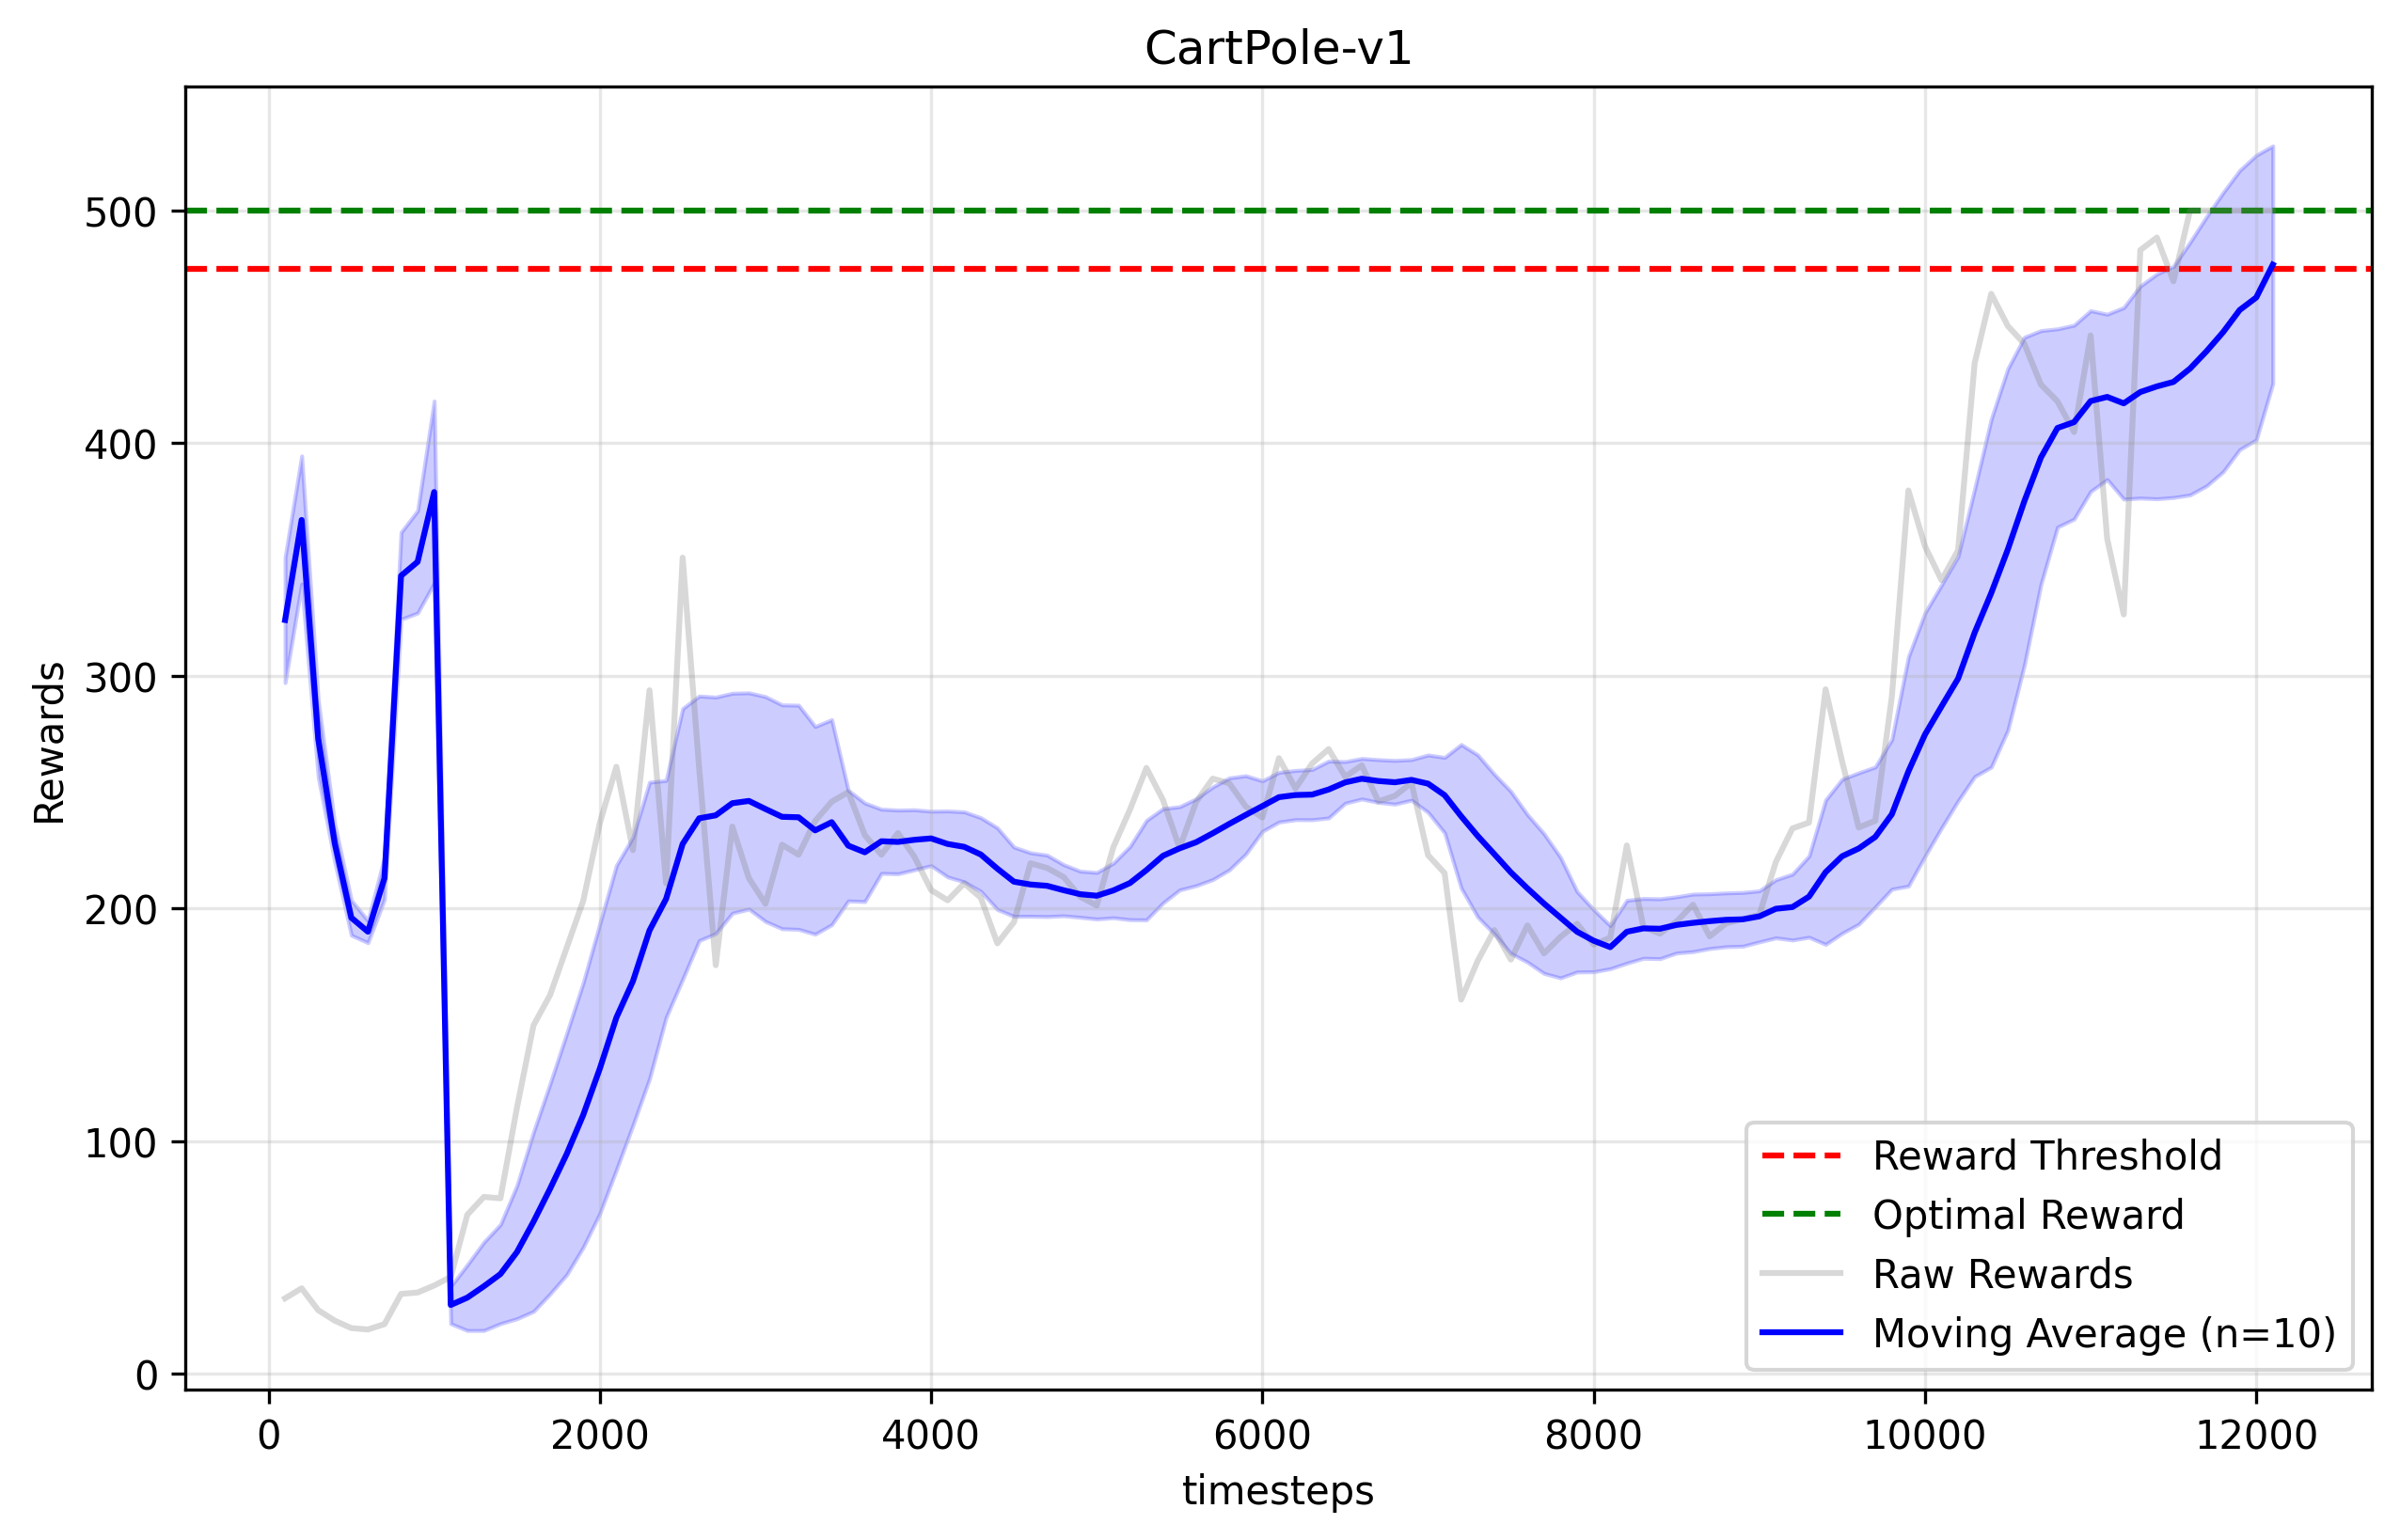 CartPole-v1
Rewards
500
400
300
200
100
0
0 2000 4000 6000 8000 10000 12000
timesteps
Reward Threshold
Optimal Reward
Raw Rewards
Moving Average (n=10)